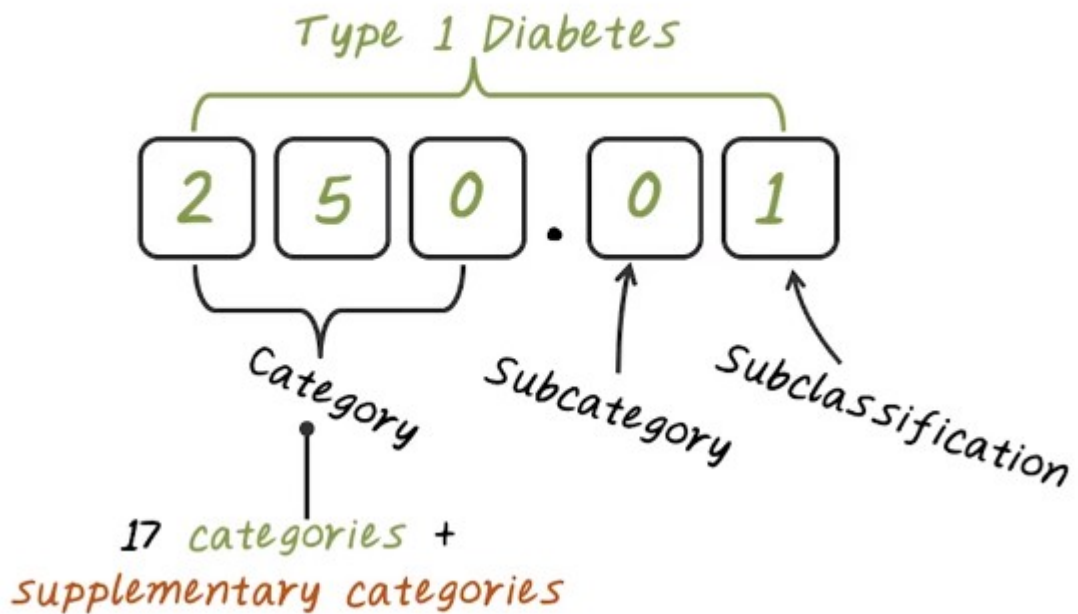 Type 1 Diabetes
2 5 0 . 0 1
Category
Subcategory
Subclassification
17 categories +
supplementary categories